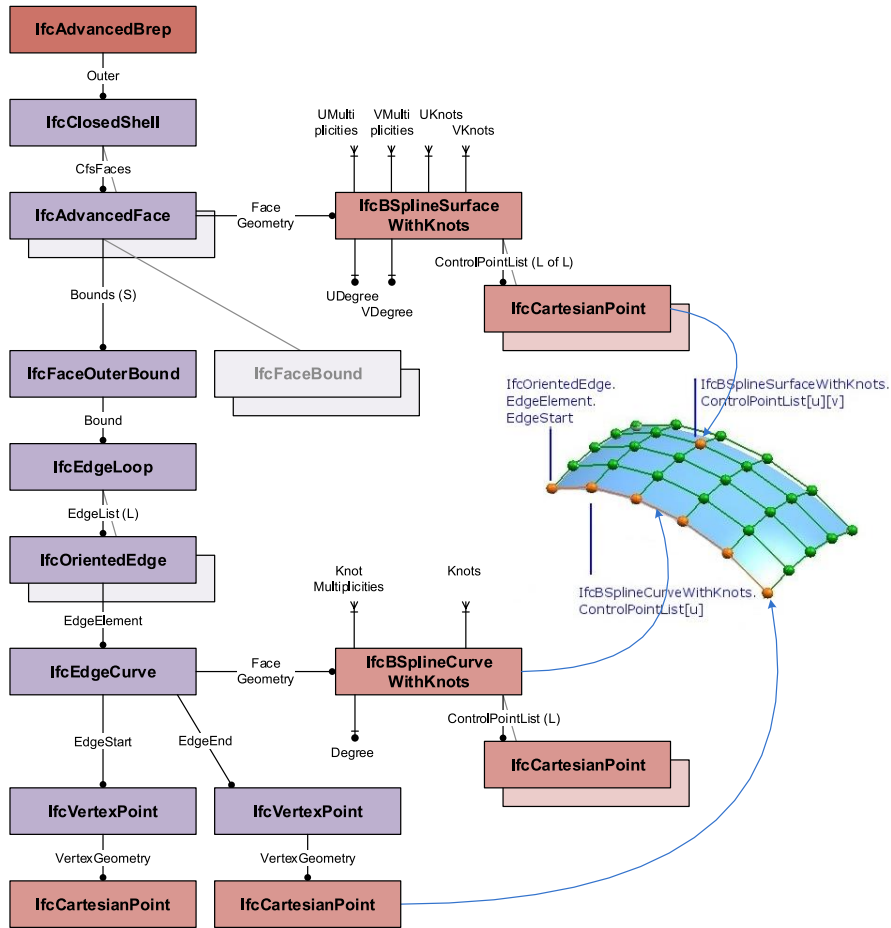 IfcAdvancedBrep
Outer
IfcClosedShell
CfsFaces
IfcAdvancedFace
Face
Geometry
UMulti
plicities
VMulti
plicities
UKnots
VKnots
IfcBSplineSurface
WithKnots
UDegree
VDegree
ControlPointList (L of L)
IfcCartesianPoint
Bounds (S)
IfcFaceOuterBound
IfcFaceBound
IfcOrientedEdge.
EdgeElement.
EdgeStart
IfcBSplineSurfaceWithKnots.
ControlPointList[u][v]
Bound
IfcEdgeLoop
EdgeList (L)
IfcOrientedEdge
EdgeElement
Knot
Multiplicities
Knots
IfcBSplineCurveWithKnots.
ControlPointList[u]
IfcEdgeCurve
Face
Geometry
IfcBSplineCurve
WithKnots
EdgeStart
EdgeEnd
Degree
ControlPointList (L)
IfcCartesianPoint
IfcVertexPoint
IfcVertexPoint
VertexGeometry
VertexGeometry
IfcCartesianPoint
IfcCartesianPoint